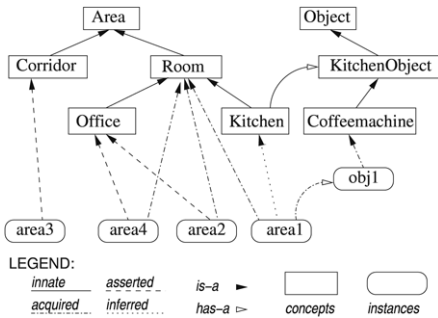 Area Object
Corridor Room KitchenObject
Office Kitchen Coffeemachine
obj1
area3 area4 area2 area1
LEGEND:
innate asserted is-a
acquired inferred has-a concepts instances